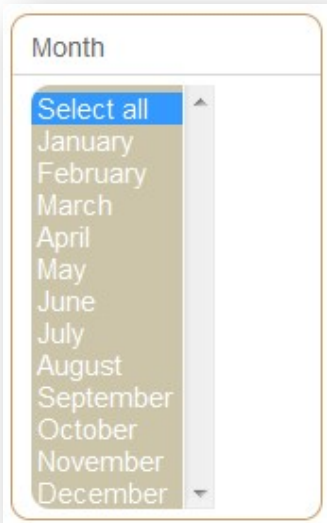 Month
Select all
January
February
March
April
May
June
July
August
September
October
November
December